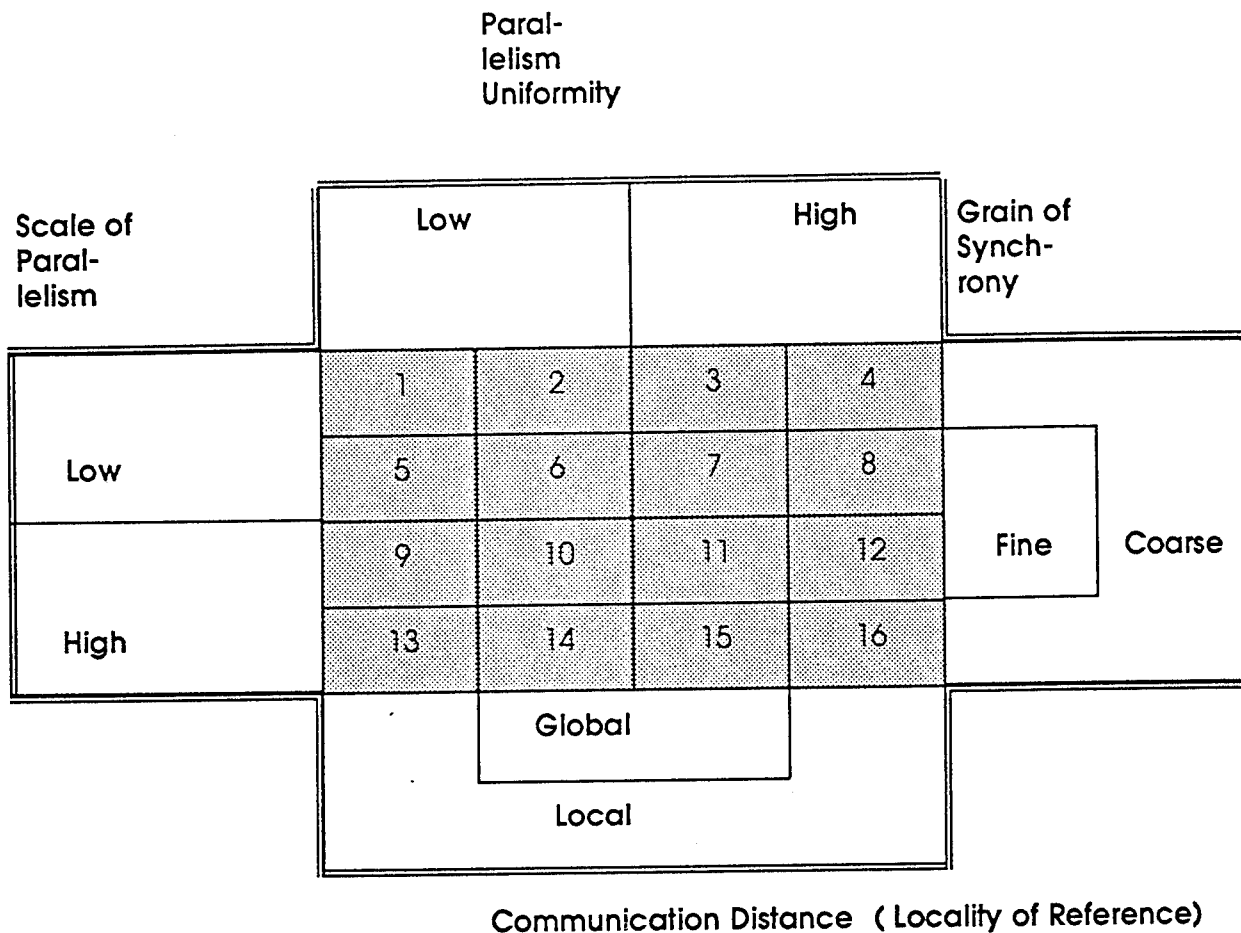 Paral-
lelism
Uniformity
Scale of
Paral-
lelism
Low
High
Grain of
Synch-
rony
1 2 3 4
Low
5 6 7 8
9 10 11 12
Fine
Coarse
High
13 14 15 16
Global
Local
Communication Distance ( Locality of Reference)